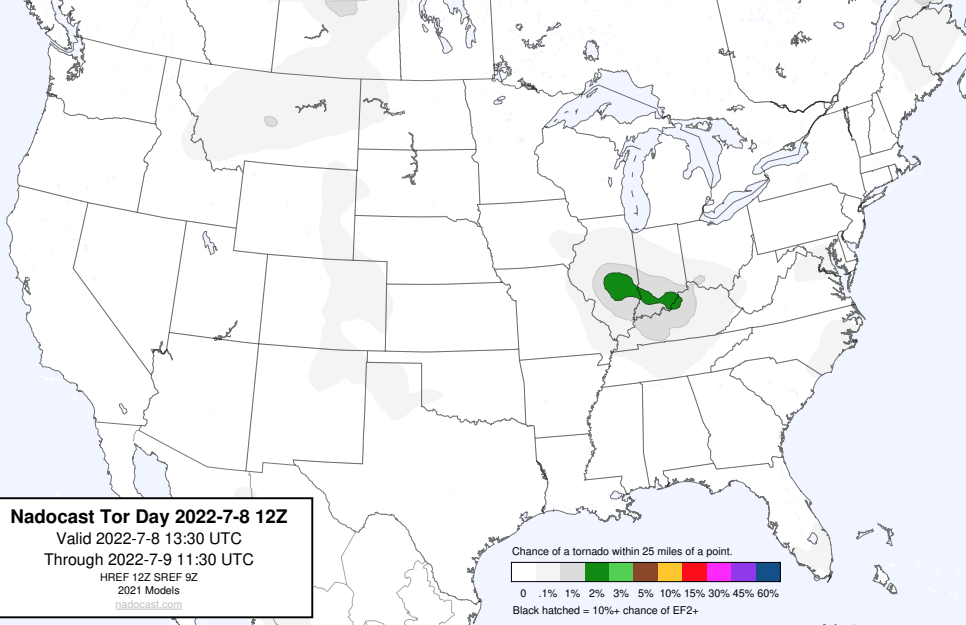 Nadocast Tor Day 2022-7-8 12Z
Valid 2022-7-8 13:30 UTC
Through 2022-7-9 11:30 UTC
HREF 12Z SREF 9Z
2021 Models
nadocast.com
Chance of a tornado within 25 miles of a point.
0 .1% 1% 2% 3% 5% 10% 15% 30% 45% 60%
Black hatched = 10%+ chance of EF2+